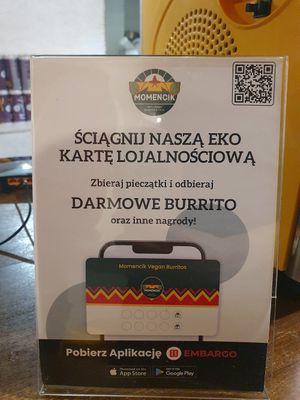 MOMENCIK
ŚCIĄGNIJ NASZĄ EKO
KARTĘ LOJALNOŚCIOWĄ
Zbieraj pieczątki i odbieraj
DARMOWE BURRITO
oraz inne nagrody!
Momencik Vegan Burritos
MOMENCIK
Pobierz Aplikację EMBARGO
App Store
Google Play